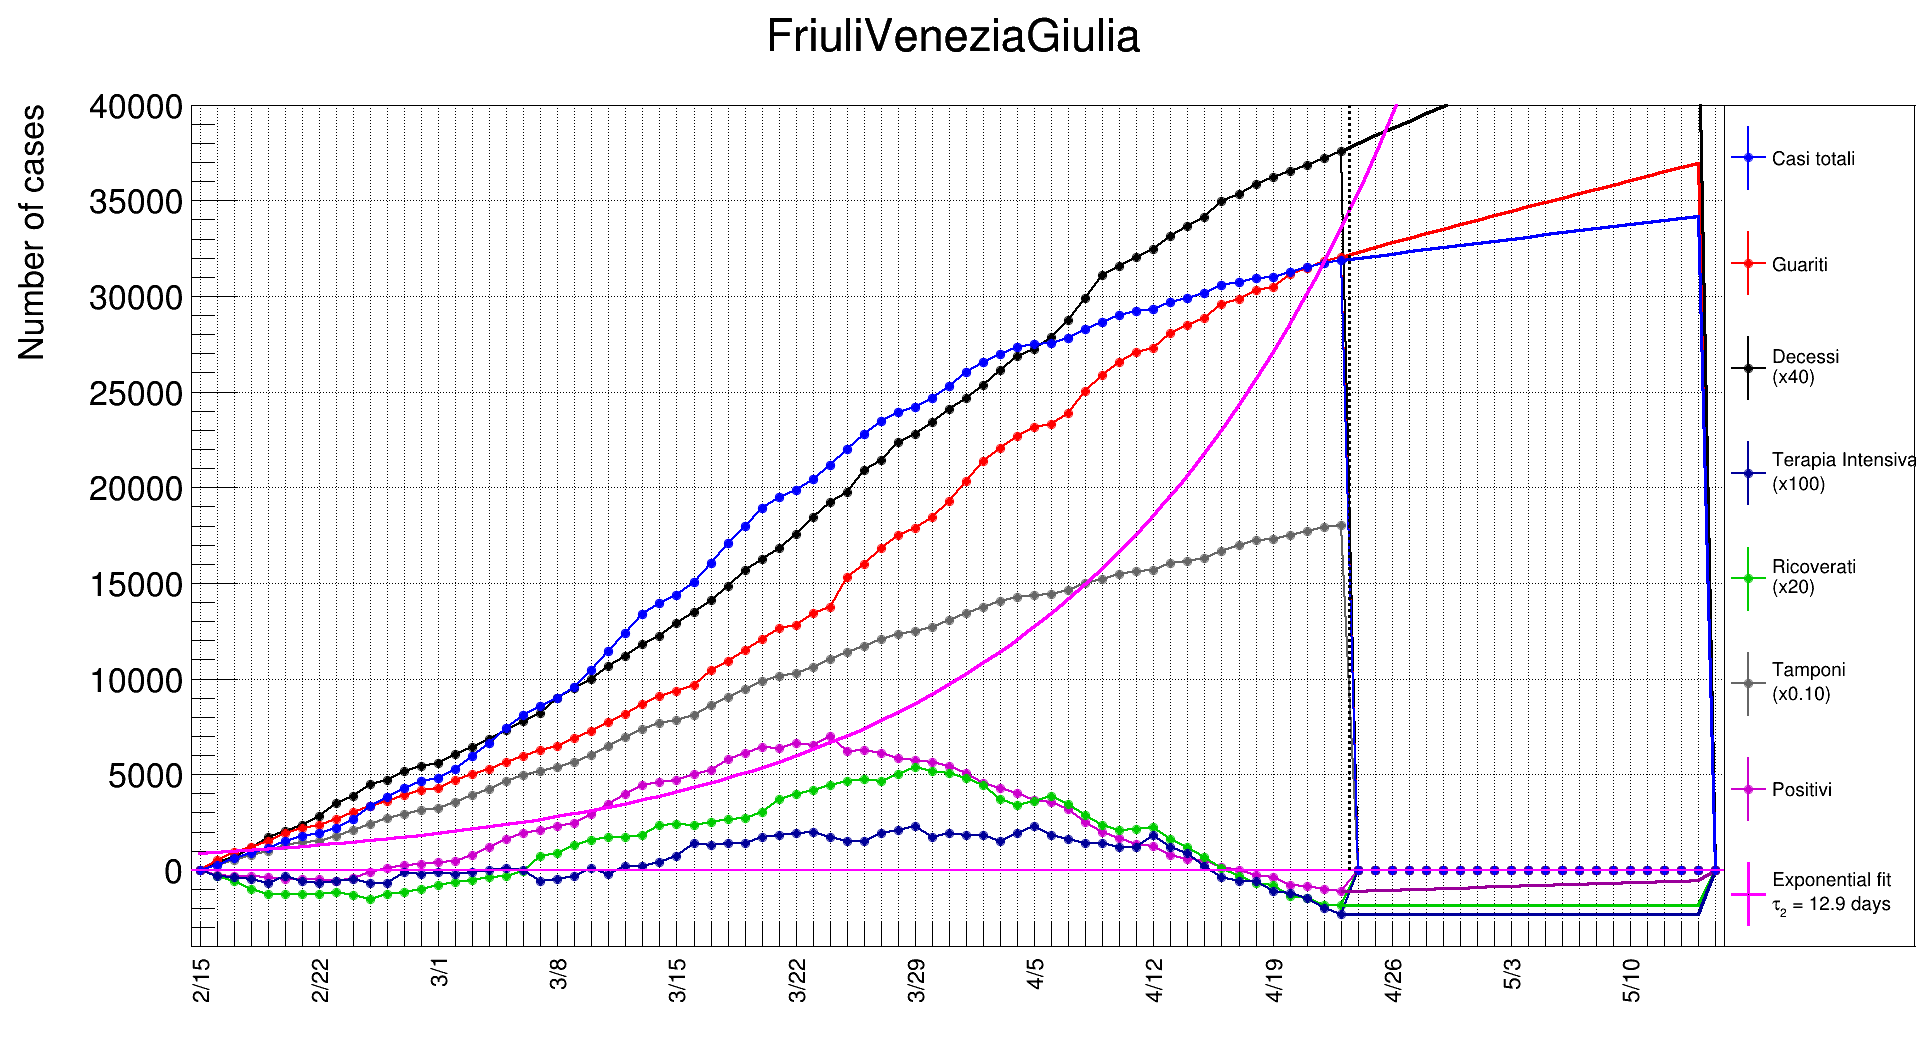 FriuliVeneziaGiulia
Number of cases
40000
35000
30000
25000
20000
15000
10000
5000
0
2/15
2/22
3/1
3/8
3/15
3/22
3/29
4/5
4/12
4/19
4/26
5/3
5/10
Casi totali
Guariti
Decessi
(x40)
Terapia Intensiva
(x100)
Ricoverati
(x20)
Tamponi
(x0.10)
Positivi
Exponential fit
τ2 = 12.9 days